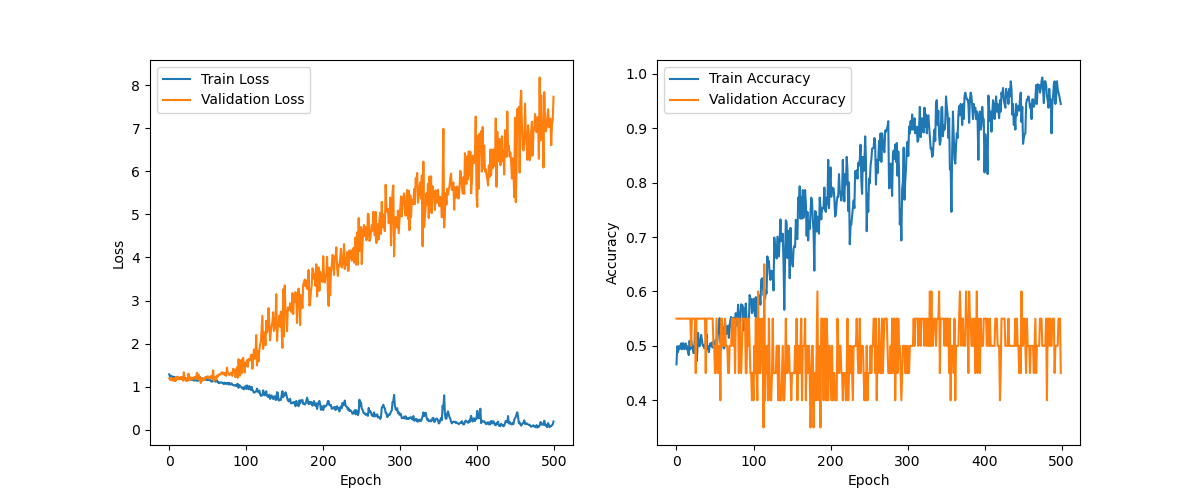 Train Loss
Validation Loss
8
7
6
5
4
3
2
1
0
Loss
0 100 200 300 400 500
Epoch
Train Accuracy
Validation Accuracy
1.0
0.9
0.8
0.7
0.6
0.5
0.4
Accuracy
0 100 200 300 400 500
Epoch